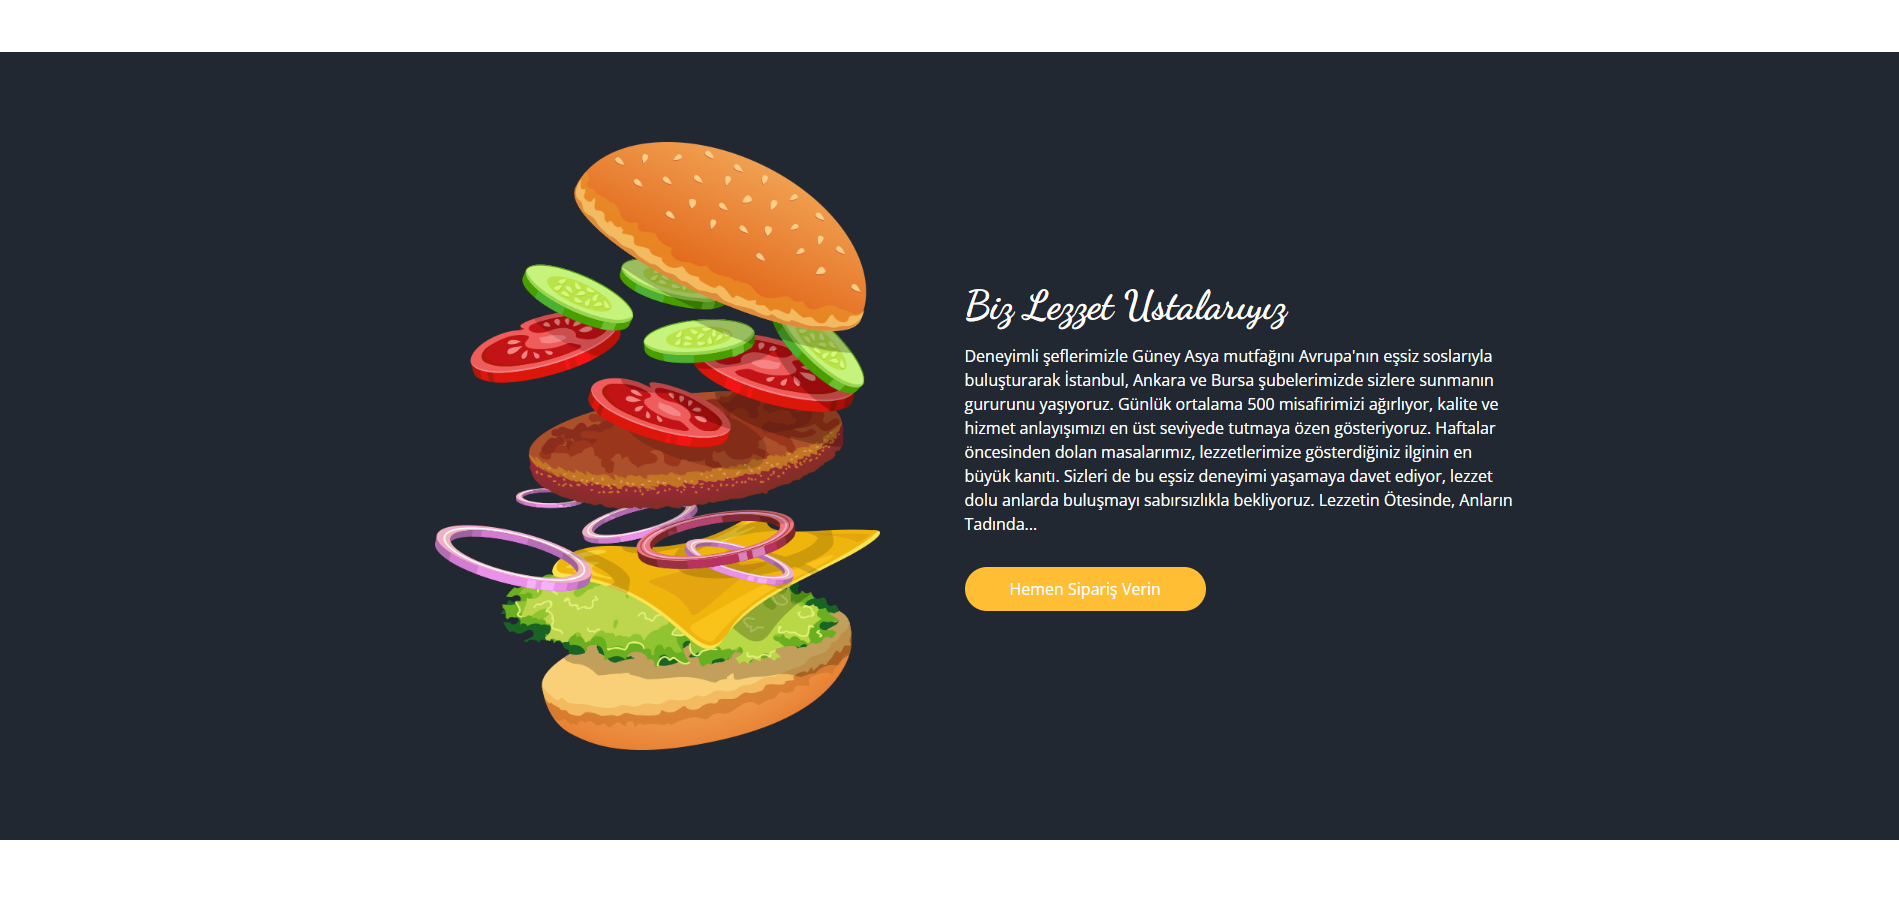 Biz Lezzet Ustalarıyız
Deneyimli şeflerimizle Güney Asya mutfağını Avrupa'nın eşsiz soslarıyla
buluşturarak İstanbul, Ankara ve Bursa şubelerimizde sizlere sunmanın
gururunu yaşıyoruz. Günlük ortalama 500 misafirimizi ağırlıyor, kalite ve
hizmet anlayışımızı en üst seviyede tutmaya özen gösteriyoruz. Haftalar
öncesinden dolan masalarımız, lezzetlerimize gösterdiğiniz ilginin en
büyük kanıtı. Sizleri de bu eşsiz deneyimi yaşamaya davet ediyor, lezzet
dolu anlarda buluşmayı sabırsızlıkla bekliyoruz. Lezzetin Ötesinde, Anların
Tadında...
Hemen Sipariş Verin